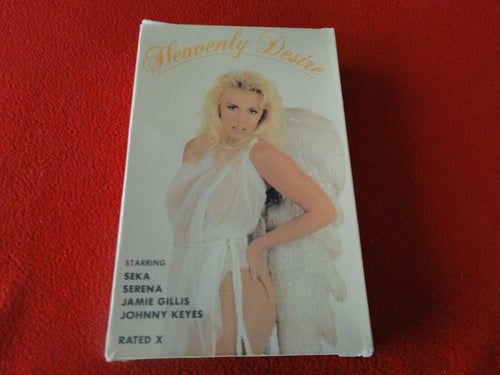 Heavenly Desire
STARRING
SEKA
SERENA
JAMIE GILLIS
JOHNNY KEYES
RATED X